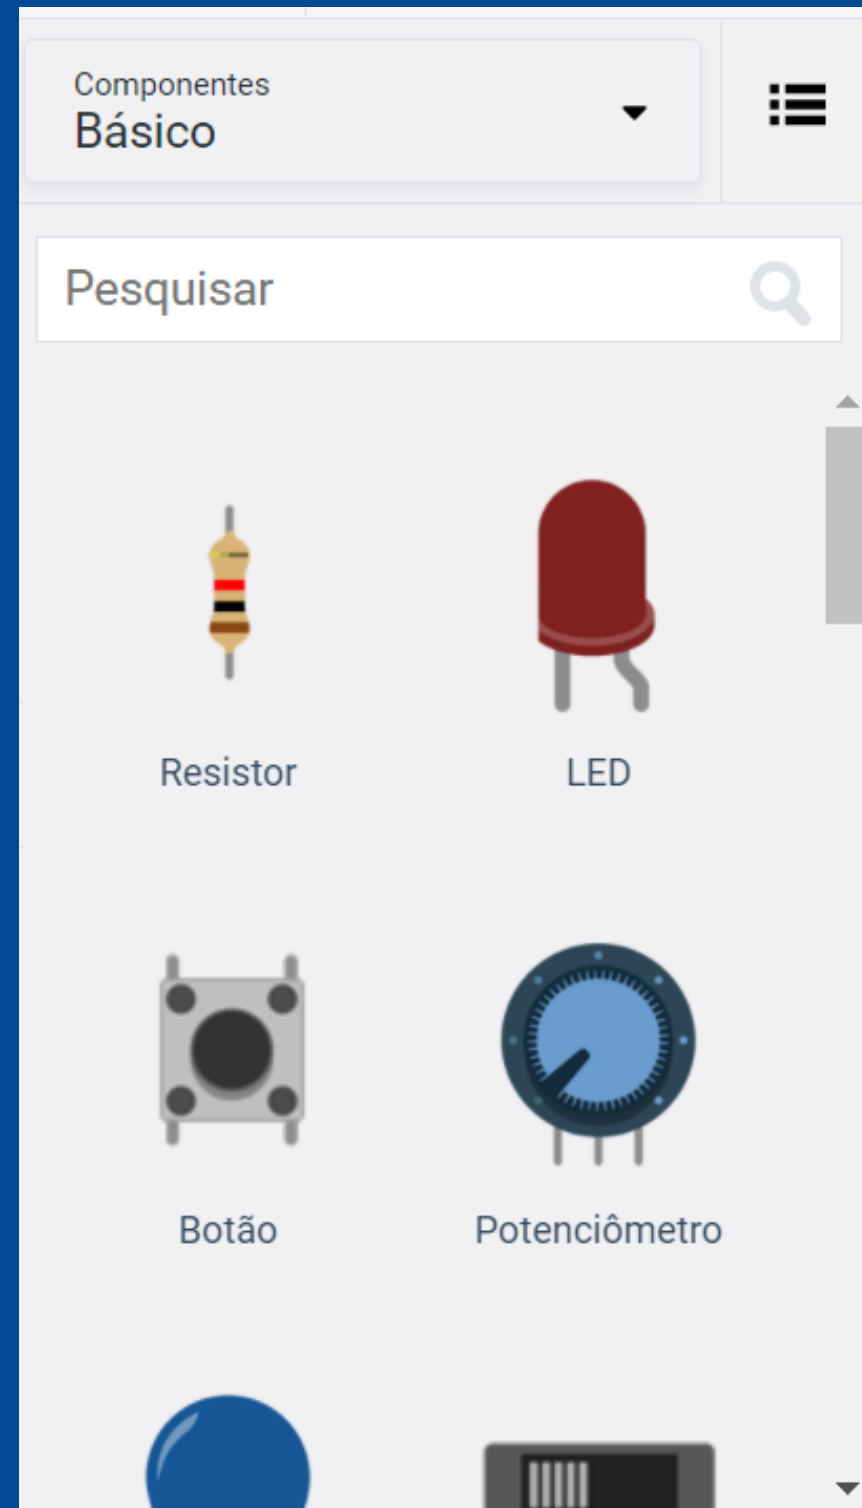 Componentes
Básico
Pesquisar
Resistor
LED
Botão
Potenciômetro